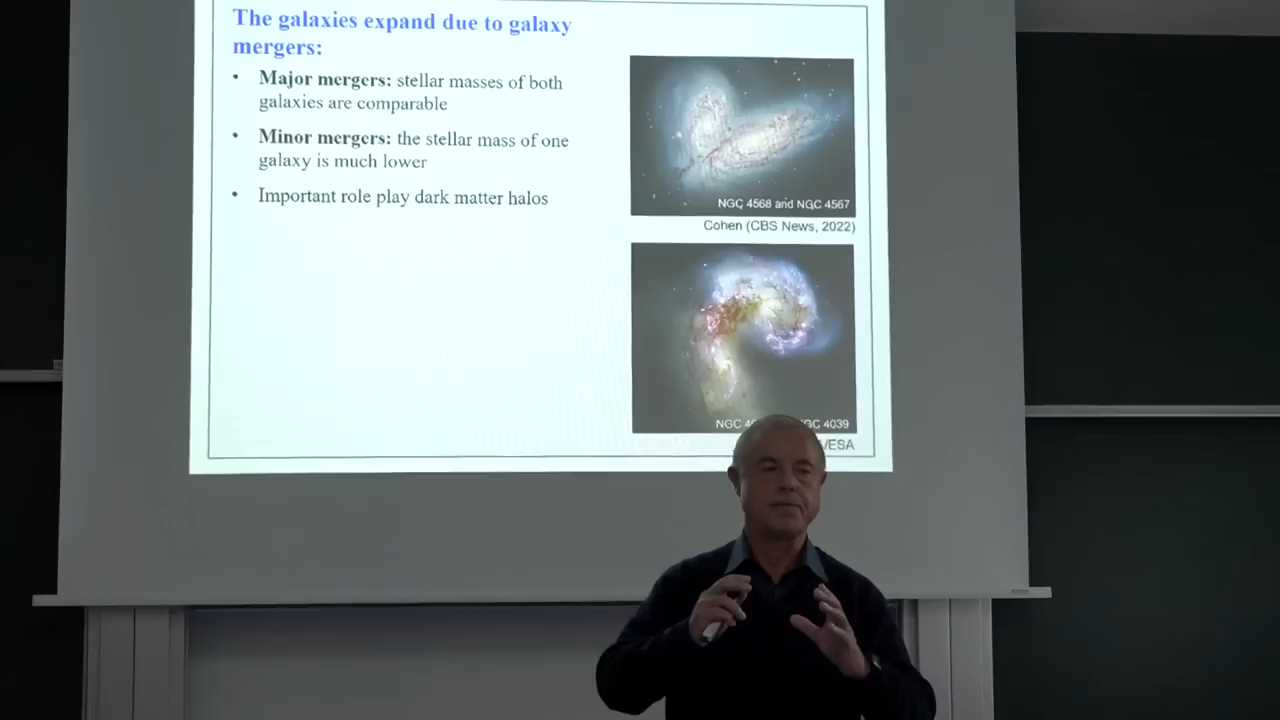 The galaxies expand due to galaxy
mergers:
• Major mergers: stellar masses of both
galaxies are comparable
• Minor mergers: the stellar mass of one
galaxy is much lower
• Important role play dark matter halos
NGC 4568 and NGC 4567
Cohen (CBS News, 2022)
NGC 4039
/ESA